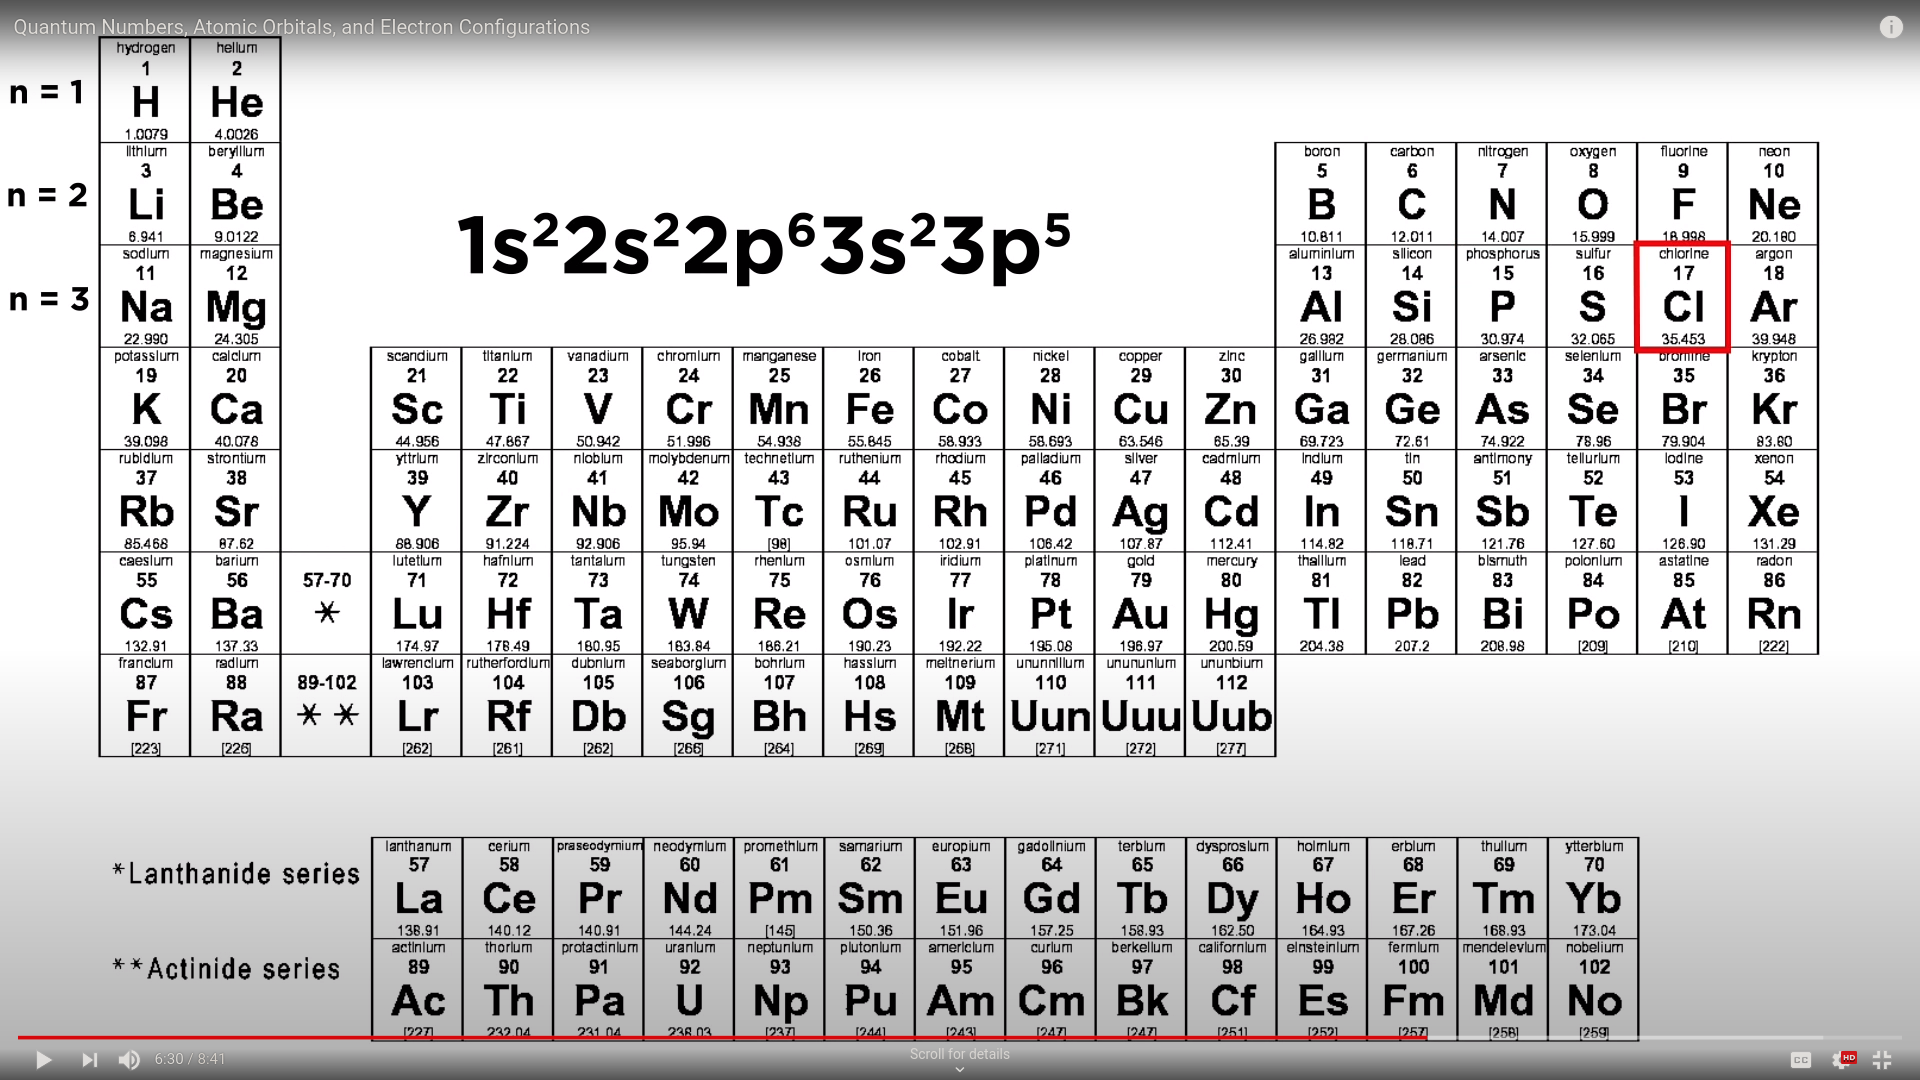 Quantum Numbers, Atomic Orbitals, and Electron Configurations
hydrogen helium
1 2
n = 1
H He
1.0079 4.0026
lithium beryllium boron carbon nitrogen oxygen fluorine neon
3 4 5 6 7 8 9 10
n = 2
Li Be B C N O F Ne
6.941 9.0122 10.811 12.011 14.007 15.999 18.998 20.180
1s²2s²2p⁶3s²3p⁵
sodium magnesium aluminium silicon phosphorus sulfur chlorine argon
11 12 13 14 15 16 17 18
n = 3
Na Mg Al Si P S Cl Ar
22.990 24.305 26.982 28.086 30.974 32.065 35.453 39.948
potassium calcium scandium titanium vanadium chromium manganese iron cobalt nickel copper zinc gallium germanium arsenic selenium bromine krypton
19 20 21 22 23 24 25 26 27 28 29 30 31 32 33 34 35 36
K Ca Sc Ti V Cr Mn Fe Co Ni Cu Zn Ga Ge As Se Br Kr
39.098 40.078 44.956 47.867 50.942 51.996 54.938 55.845 58.933 58.693 63.546 65.39 69.723 72.61 74.922 78.96 79.904 83.80
rubidium strontium yttrium zirconium niobium molybdenum technetium ruthenium rhodium palladium silver cadmium indium tin antimony tellurium iodine xenon
37 38 39 40 41 42 43 44 45 46 47 48 49 50 51 52 53 54
Rb Sr Y Zr Nb Mo Tc Ru Rh Pd Ag Cd In Sn Sb Te I Xe
85.468 87.62 88.906 91.224 92.906 95.94 [98] 101.07 102.91 106.42 107.87 112.41 114.82 118.71 121.76 127.60 126.90 131.29
caesium barium lutetium hafnium tantalum tungsten rhenium osmium iridium platinum gold mercury thallium lead bismuth polonium astatine radon
55 56 57-70 71 72 73 74 75 76 77 78 79 80 81 82 83 84 85 86
Cs Ba * Lu Hf Ta W Re Os Ir Pt Au Hg Tl Pb Bi Po At Rn
132.91 137.33 174.97 178.49 180.95 183.84 186.21 190.23 192.22 195.08 196.97 200.59 204.38 207.2 208.98 [209] [210] [222]
francium radium lawrencium rutherfordium dubnium seaborgium bohrium hassium meitnerium ununnilium unununium ununbium
87 88 89-102 103 104 105 106 107 108 109 110 111 112
Fr Ra * * Lr Rf Db Sg Bh Hs Mt Uun Uuu Uub
[223] [226] [262] [261] [262] [266] [264] [269] [268] [271] [272] [277]
lanthanum cerium praseodymium neodymium promethium samarium europium gadolinium terbium dysprosium holmium erbium thulium ytterbium
57 58 59 60 61 62 63 64 65 66 67 68 69 70
*Lanthanide series
La Ce Pr Nd Pm Sm Eu Gd Tb Dy Ho Er Tm Yb
138.91 140.12 140.91 144.24 [145] 150.36 151.96 157.25 158.93 162.50 164.93 167.26 168.93 173.04
actinium thorium protactinium uranium neptunium plutonium americium curium berkelium californium einsteinium fermium mendelevium nobelium
89 90 91 92 93 94 95 96 97 98 99 100 101 102
**Actinide series
Ac Th Pa U Np Pu Am Cm Bk Cf Es Fm Md No
[227] 232.04 231.04 238.03 [237] [244] [243] [247] [247] [251] [252] [257] [258] [259]
6:30 / 8:41
Scroll for details
CC HD